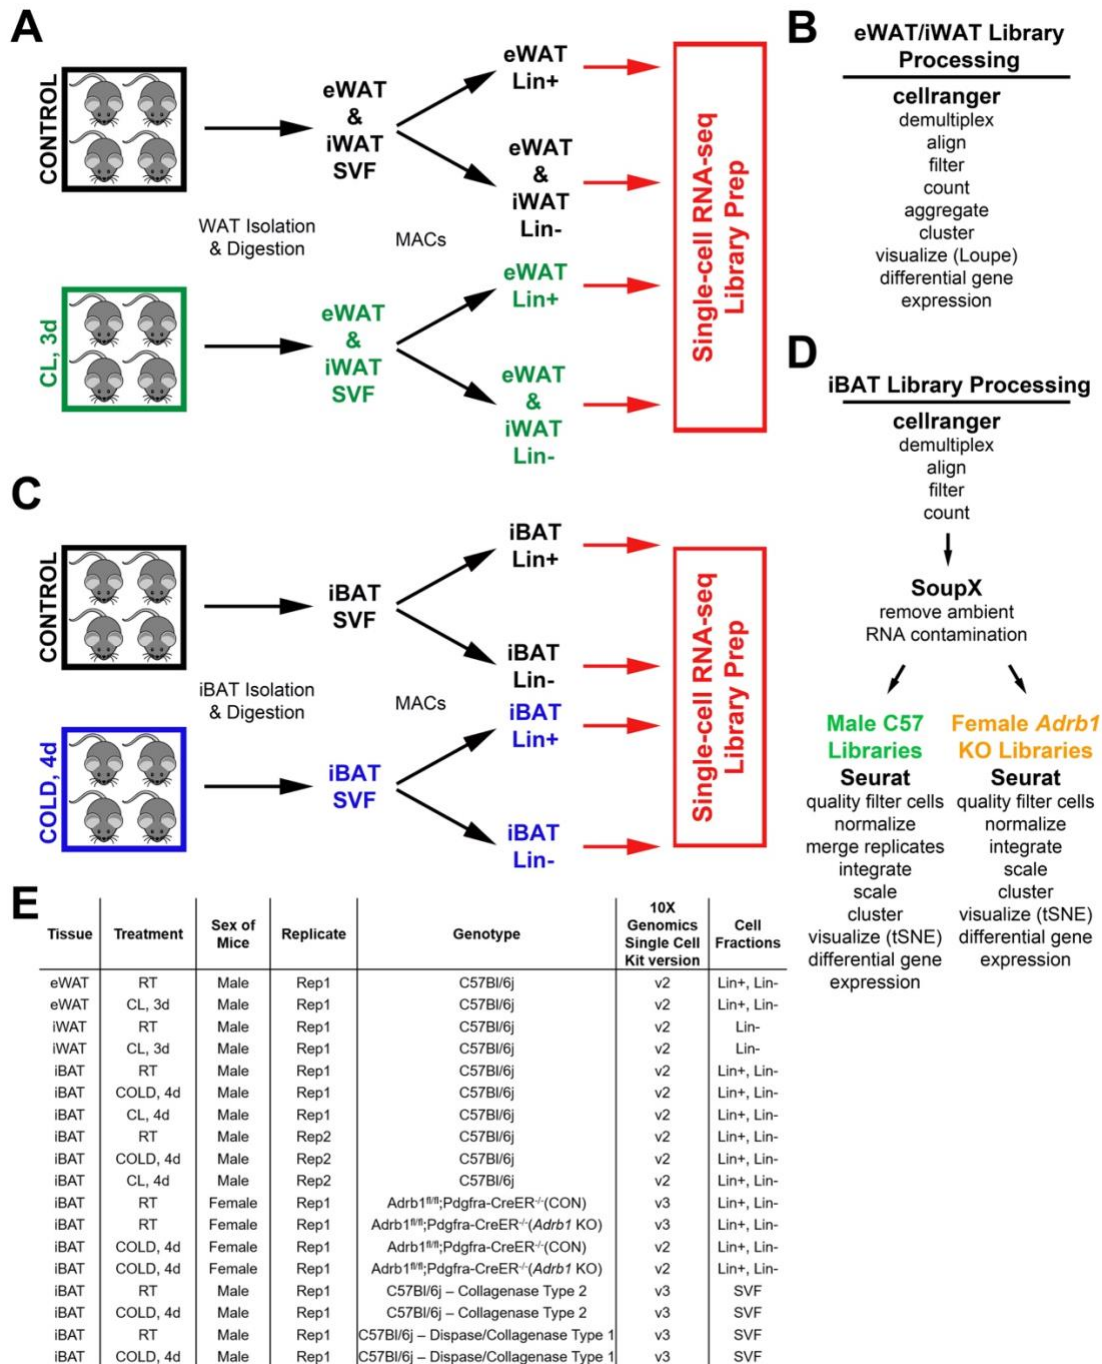 A
CONTROL
eWAT
&
iWAT
SVF
eWAT
Lin+
eWAT
&
iWAT
Lin-
WAT Isolation
& Digestion
MACs
CL, 3d
eWAT
&
iWAT
SVF
eWAT
Lin+
eWAT
&
iWAT
Lin-
Single-cell RNA-seq
Library Prep
B
eWAT/iWAT Library
Processing
cellranger
demultiplex
align
filter
count
aggregate
cluster
visualize (Loupe)
differential gene
expression
C
CONTROL
iBAT
SVF
iBAT
Lin+
iBAT
Lin-
iBAT Isolation
& Digestion
MACs
COLD, 4d
iBAT
SVF
iBAT
Lin+
iBAT
Lin-
Single-cell RNA-seq
Library Prep
D
iBAT Library Processing
cellranger
demultiplex
align
filter
count
SoupX
remove ambient
RNA contamination
Male C57
Libraries
Seurat
quality filter cells
normalize
merge replicates
integrate
scale
cluster
visualize (tSNE)
differential gene
expression
Female Adrb1
KO Libraries
Seurat
quality filter cells
normalize
integrate
scale
cluster
visualize (tSNE)
differential gene
expression
E
Tissue Treatment Sex of Mice Replicate Genotype 10X Genomics Single Cell Kit version Cell Fractions
eWAT RT Male Rep1 C57Bl/6j v2 Lin+, Lin-
eWAT CL, 3d Male Rep1 C57Bl/6j v2 Lin+, Lin-
iWAT RT Male Rep1 C57Bl/6j v2 Lin-
iWAT CL, 3d Male Rep1 C57Bl/6j v2 Lin-
iBAT RT Male Rep1 C57Bl/6j v2 Lin+, Lin-
iBAT COLD, 4d Male Rep1 C57Bl/6j v2 Lin+, Lin-
iBAT CL, 4d Male Rep1 C57Bl/6j v2 Lin+, Lin-
iBAT RT Male Rep2 C57Bl/6j v2 Lin+, Lin-
iBAT COLD, 4d Male Rep2 C57Bl/6j v2 Lin+, Lin-
iBAT CL, 4d Male Rep2 C57Bl/6j v2 Lin+, Lin-
iBAT RT Female Rep1 Adrb1fl/fl;Pdgfra-CreER-/-(CON) v3 Lin+, Lin-
iBAT RT Female Rep1 Adrb1fl/fl;Pdgfra-CreER-/-(Adrb1 KO) v3 Lin+, Lin-
iBAT COLD, 4d Female Rep1 Adrb1fl/fl;Pdgfra-CreER-/-(CON) v2 Lin+, Lin-
iBAT COLD, 4d Female Rep1 Adrb1fl/fl;Pdgfra-CreER-/-(Adrb1 KO) v2 Lin+, Lin-
iBAT RT Male Rep1 C57Bl/6j – Collagenase Type 2 v3 SVF
iBAT COLD, 4d Male Rep1 C57Bl/6j – Collagenase Type 2 v3 SVF
iBAT RT Male Rep1 C57Bl/6j – Dispase/Collagenase Type 1 v3 SVF
iBAT COLD, 4d Male Rep1 C57Bl/6j – Dispase/Collagenase Type 1 v3 SVF